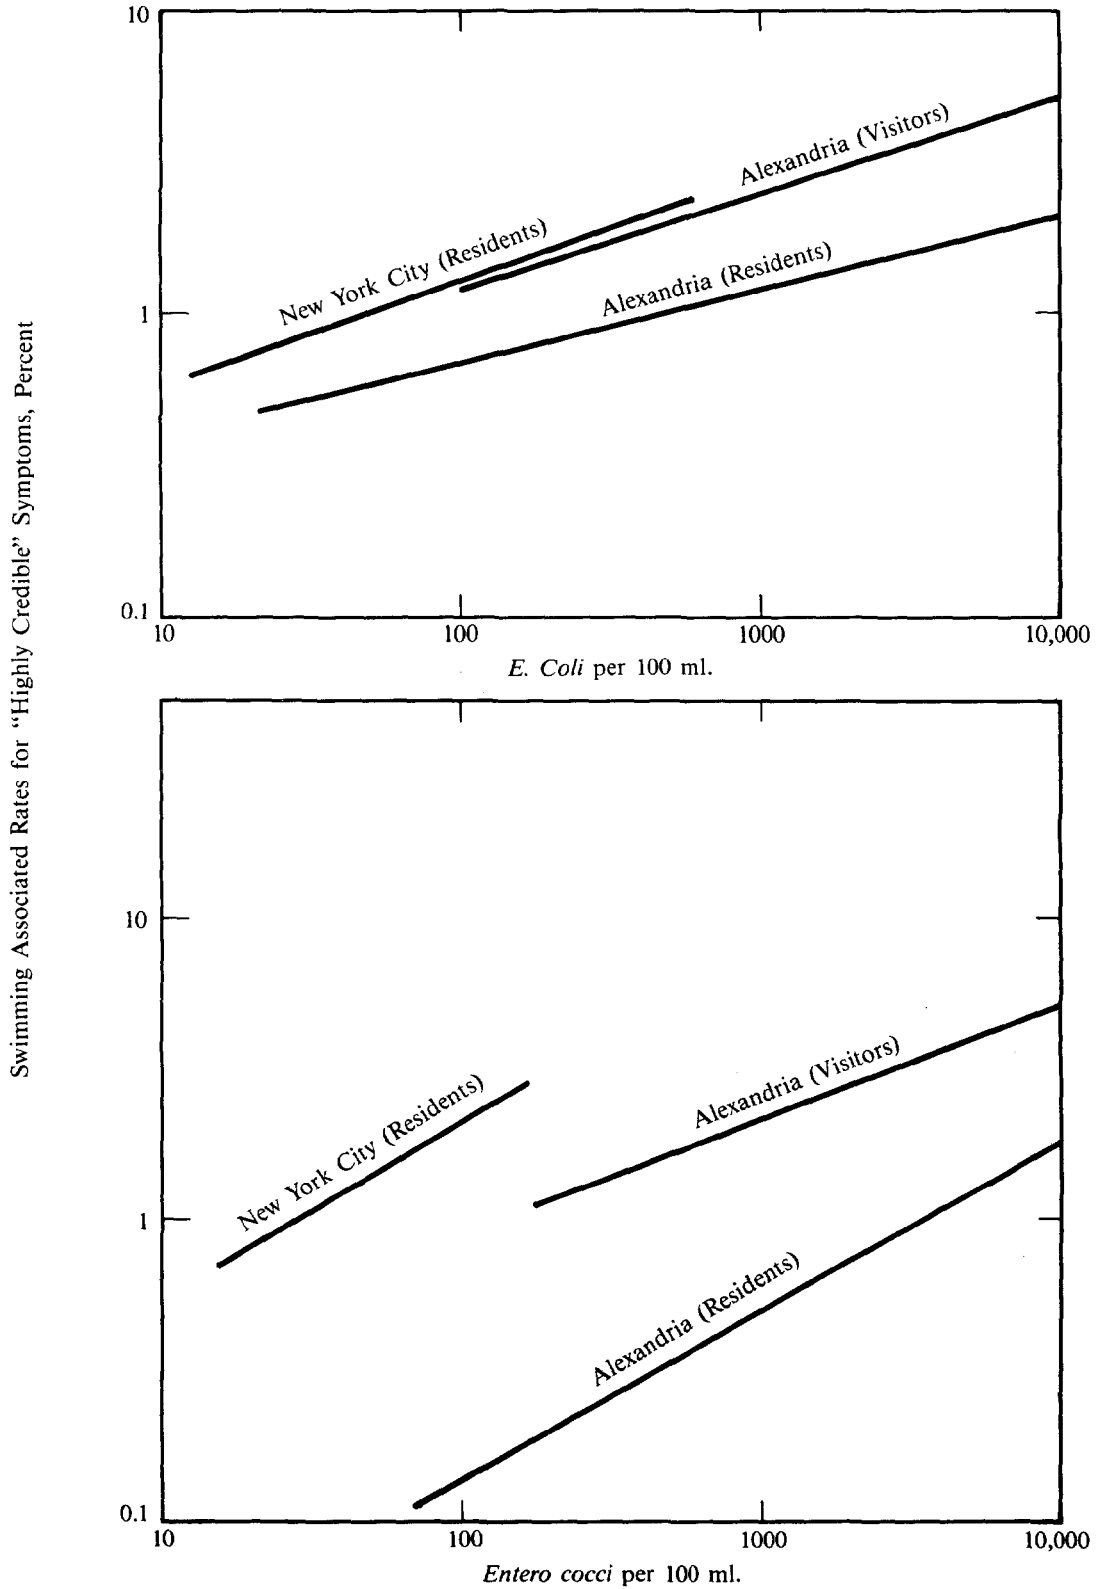 Swimming Associated Rates for “Highly Credible” Symptoms, Percent
10
1
0.1
New York City (Residents)
Alexandria (Visitors)
Alexandria (Residents)
10
100
1000
10,000
E. Coli per 100 ml.
10
1
0.1
New York City (Residents)
Alexandria (Visitors)
Alexandria (Residents)
10
100
1000
10,000
Entero cocci per 100 ml.